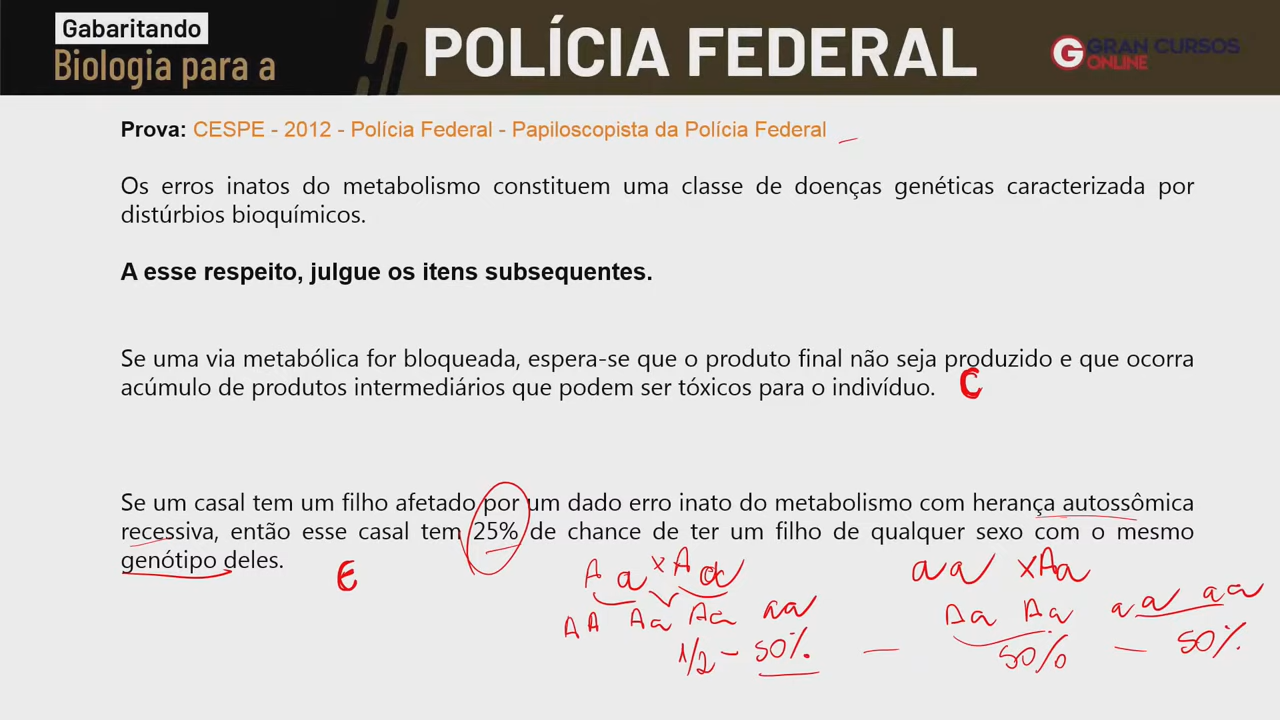 Gabaritando
Biologia para a
POLÍCIA FEDERAL
G GRAN CURSOS
ONLINE
Prova: CESPE - 2012 - Polícia Federal - Papiloscopista da Polícia Federal
Os erros inatos do metabolismo constituem uma classe de doenças genéticas caracterizada por
distúrbios bioquímicos.
A esse respeito, julgue os itens subsequentes.
Se uma via metabólica for bloqueada, espera-se que o produto final não seja produzido e que ocorra
acúmulo de produtos intermediários que podem ser tóxicos para o indivíduo. C
Se um casal tem um filho afetado por um dado erro inato do metabolismo com herança autossômica
recessiva, então esse casal tem 25% de chance de ter um filho de qualquer sexo com o mesmo
genótipo deles. E
A a x A a aa x Aa
AA Aa Aa aa Aa Aa aa aa
1/2 - 50% - 50% - 50%